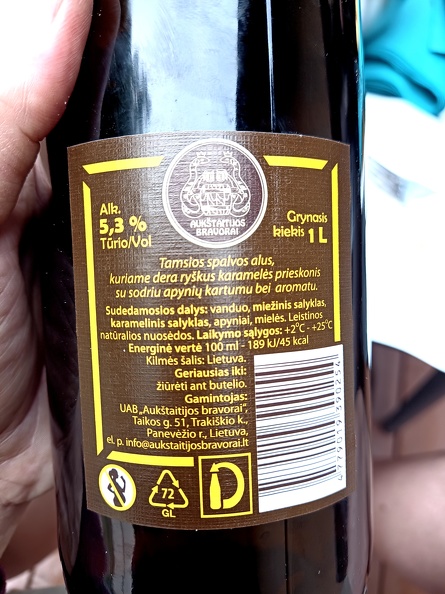 AUKŠTAITIJOS
BRAVORAI
Alk.
5,3 %
Tūrio/Vol
Grynasis
kiekis 1 L
Tamsios spalvos alus,
kuriame dera ryškus karamelės prieskonis
su sodriu apynių kartumu bei aromatu.
Sudedamosios dalys: vanduo, miežinis salyklas,
karamelinis salyklas, apyniai, mielės. Leistinos
natūralios nuosėdos. Laikymo sąlygos: +2°C - +25°C
Energinė vertė 100 ml - 189 kJ/45 kcal
Kilmės šalis: Lietuva.
Geriausias iki:
žiūrėti ant butelio.
Gamintojas:
UAB „Aukštaitijos bravorai“,
Taikos g. 51, Trakiškio k.,
Panevėžio r., Lietuva,
el. p. info@aukstaitijosbravorai.lt
72
GL
4779019390254